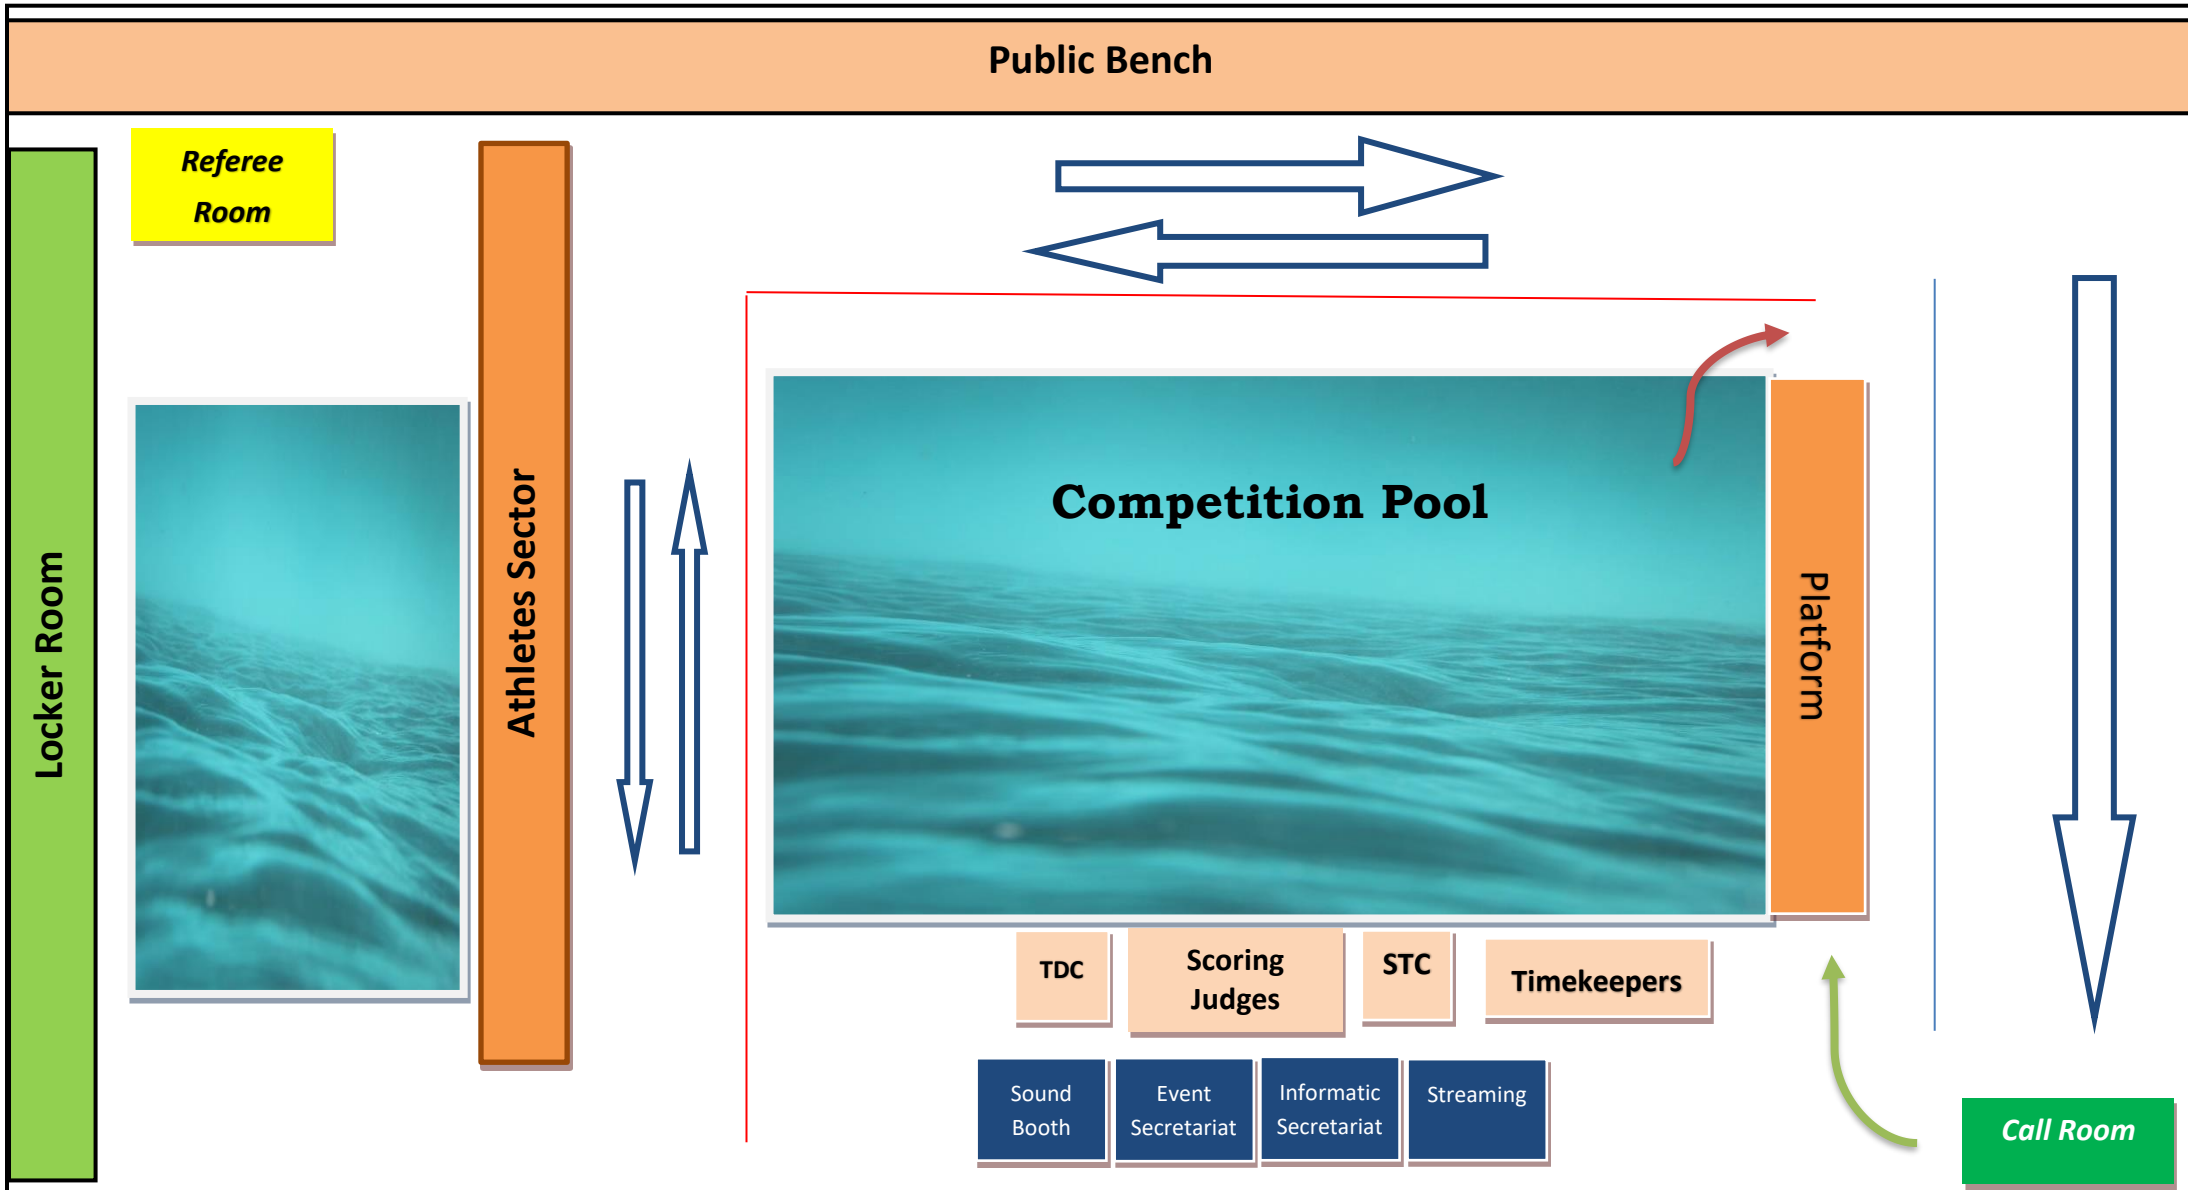 Public Bench
Referee
Room
Locker Room
Athletes Sector
Competition Pool
Platform
TDC
Scoring
Judges
STC
Timekeepers
Sound
Booth
Event
Secretariat
Informatic
Secretariat
Streaming
Call Room